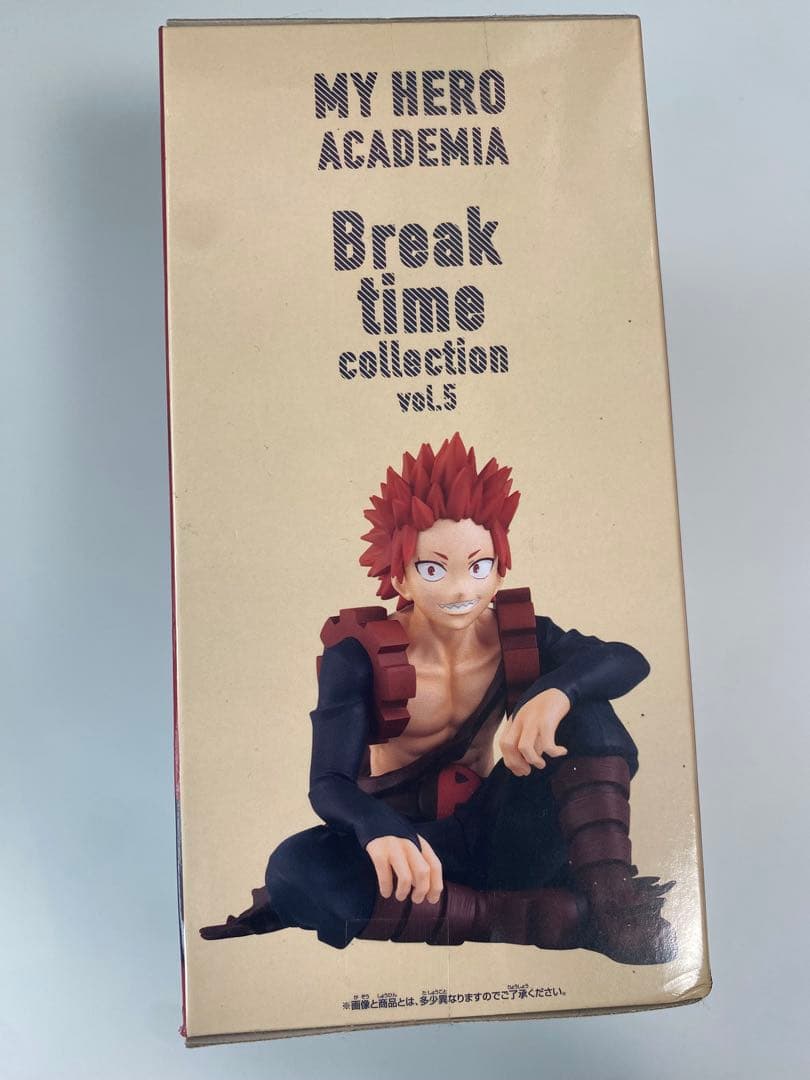 MY HERO
ACADEMIA
Break
time
collection
vol.5
※画像と商品とは、多少異なりますのでご了承ください。